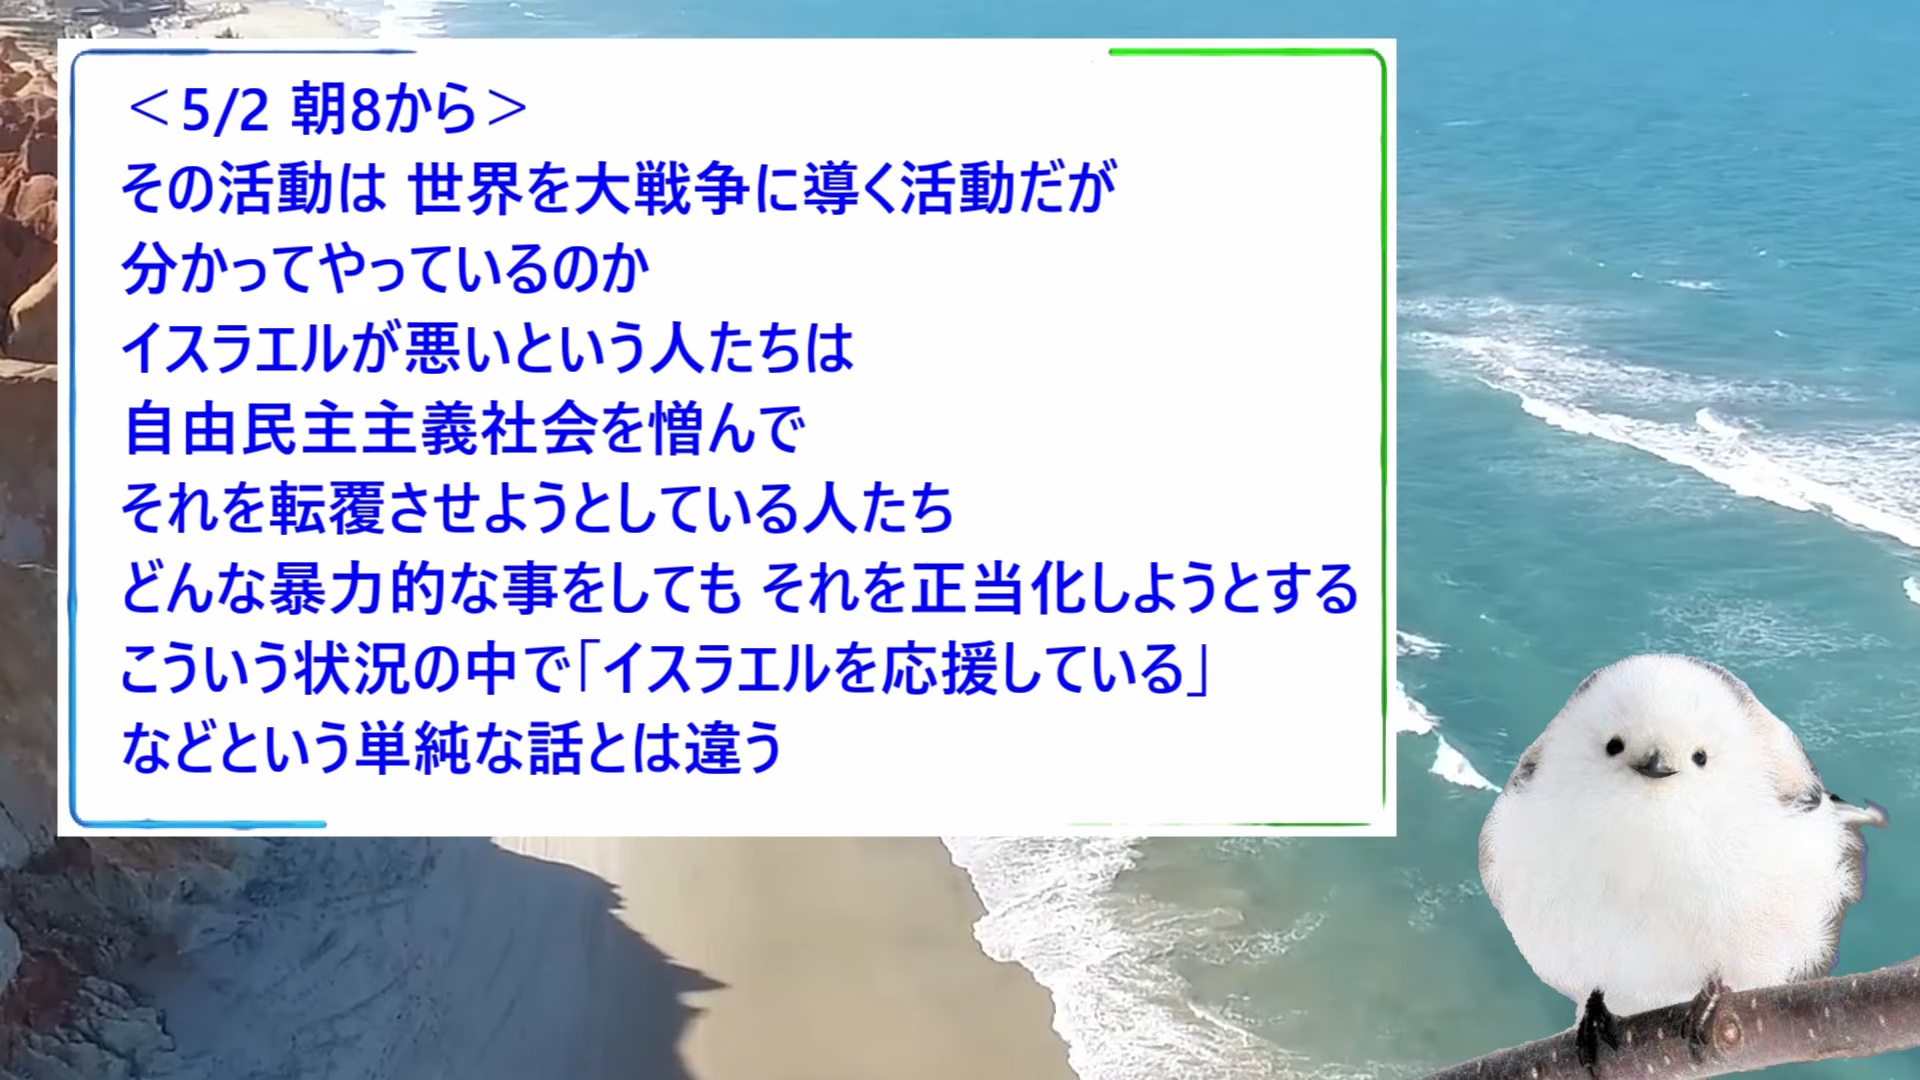 ＜5/2 朝8から＞
その活動は 世界を大戦争に導く活動だが
分かってやっているのか
イスラエルが悪いという人たちは
自由民主主義社会を憎んで
それを転覆させようとしている人たち
どんな暴力的な事をしても それを正当化しようとする
こういう状況の中で「イスラエルを応援している」
などという単純な話とは違う